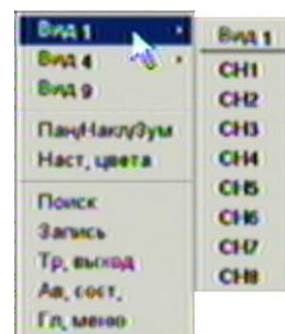 Вид 1
Вид 4
Вид 9
Пан/Накл/Зум
Наст, цвета
Поиск
Запись
Тр, выход
Ав, сост,
Гл, меню
Вид 1
CH1
CH2
CH3
CH4
CH5
CH6
CH7
CH8